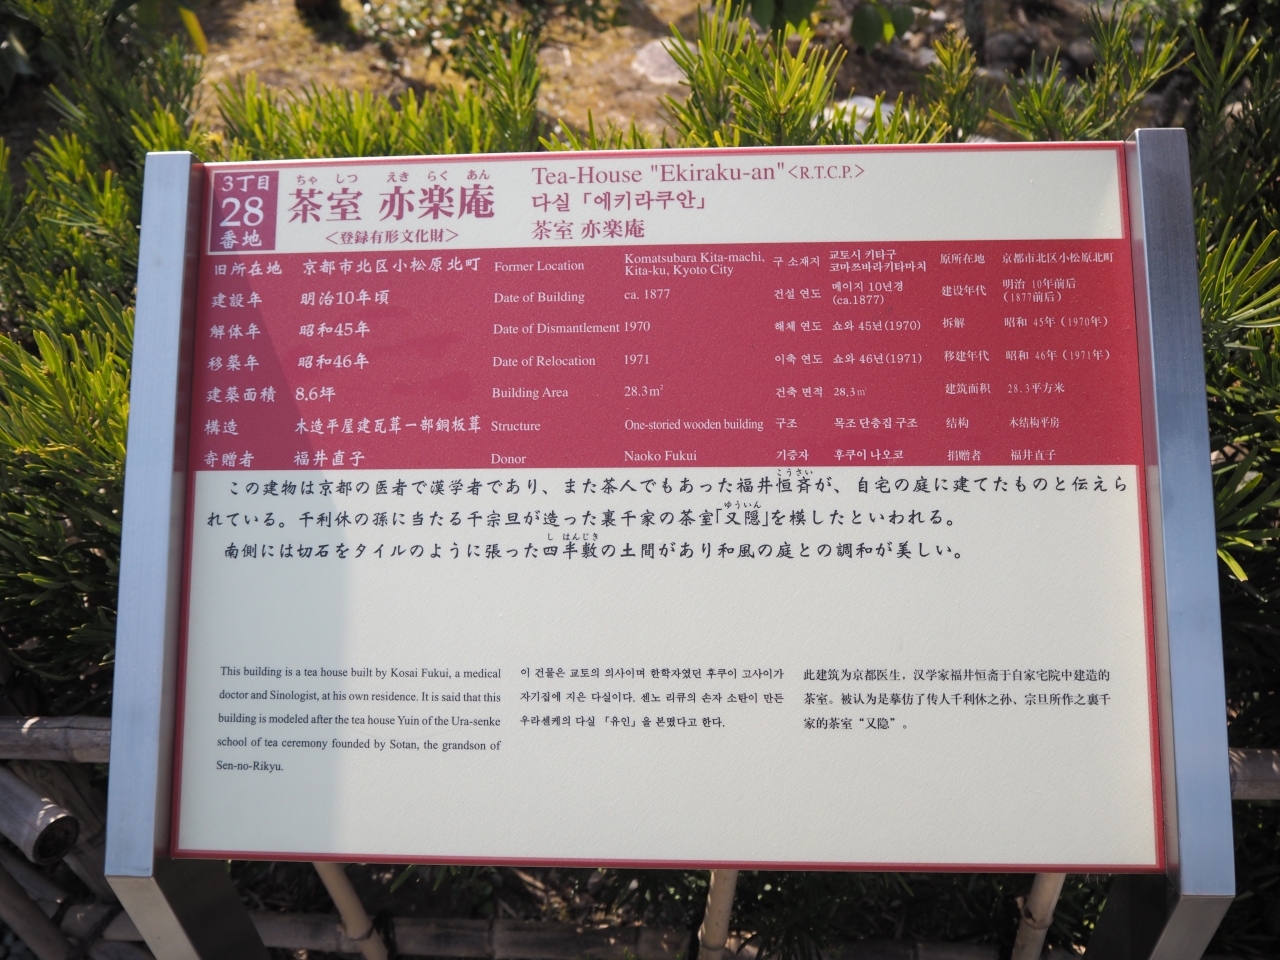 3丁目
28
番地
ちゃ しつ えき らく あん
茶室 亦楽庵
＜登録有形文化財＞
Tea-House "Ekiraku-an"<R.T.C.P.>
다실「에키라쿠안」
茶室 亦楽庵
旧所在地 京都市北区小松原北町
建設年 明治10年頃
解体年 昭和45年
移築年 昭和46年
建築面積 8.6坪
構造 木造平屋建瓦葺一部銅板葺
寄贈者 福井直子
Former Location Komatsubara Kita-machi,
Kita-ku, Kyoto City
Date of Building ca. 1877
Date of Dismantlement 1970
Date of Relocation 1971
Building Area 28.3㎡
Structure One-storied wooden building
Donor Naoko Fukui
구 소재지 교토시 키타구
코마쯔바라키타마치
건설 연도 메이지 10년경
(ca.1877)
해체 연도 쇼와 45년(1970)
이축 연도 쇼와 46년(1971)
건축 면적 28.3㎡
구조 목조 단층집 구조
기증자 후쿠이 나오코
原所在地 京都市北区小松原北町
建设年代 明治 10年前后
(1877前后)
拆解 昭和 45年（1970年）
移建年代 昭和 46年（1971年）
建筑面积 28.3平方米
结构 木结构平房
捐赠者 福井直子
こうさい
この建物は京都の医者で漢学者であり、また茶人でもあった福井恒斉が、自宅の庭に建てたものと伝えら
ゆういん
れている。千利休の孫に当たる千宗旦が造った裏千家の茶室「又隠」を模したといわれる。
し はんじき
南側には切石をタイルのように張った四半敷の土間があり和風の庭との調和が美しい。
This building is a tea house built by Kosai Fukui, a medical
doctor and Sinologist, at his own residence. It is said that this
building is modeled after the tea house Yuin of the Ura-senke
school of tea ceremony founded by Sotan, the grandson of
Sen-no-Rikyu.
이 건물은 교토의 의사이며 한학자였던 후쿠이 고사이가
자기집에 지은 다실이다. 센노 리큐의 손자 소탄이 만든
우라센케의 다실 「유인」을 본떴다고 한다.
此建筑为京都医生，汉学家福井恒斋于自家宅院中建造的
茶室。被认为是摹仿了传人千利休之孙、宗旦所作之裏千
家的茶室“又隐”。